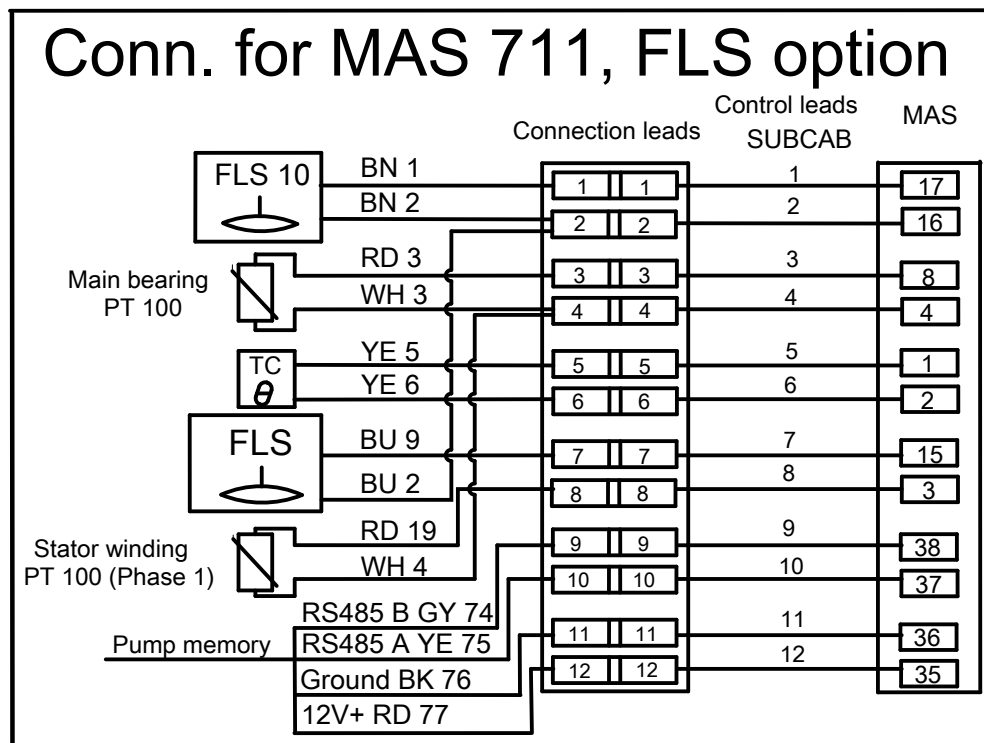 Conn. for MAS 711, FLS option
Connection leads
Control leads
SUBCAB
MAS
FLS 10
BN 1
1 1
1
17
BN 2
2 2
2
16
Main bearing
PT 100
RD 3
3 3
3
8
WH 3
4 4
4
4
TC
θ
YE 5
5 5
5
1
YE 6
6 6
6
2
FLS
BU 9
7 7
7
15
BU 2
8 8
8
3
Stator winding
PT 100 (Phase 1)
RD 19
9 9
9
38
WH 4
10 10
10
37
Pump memory
RS485 B GY 74
RS485 A YE 75
11 11
11
36
Ground BK 76
12 12
12
35
12V+ RD 77